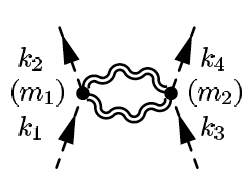 k₂ k₄
(m₁) (m₂)
k₁ k₃